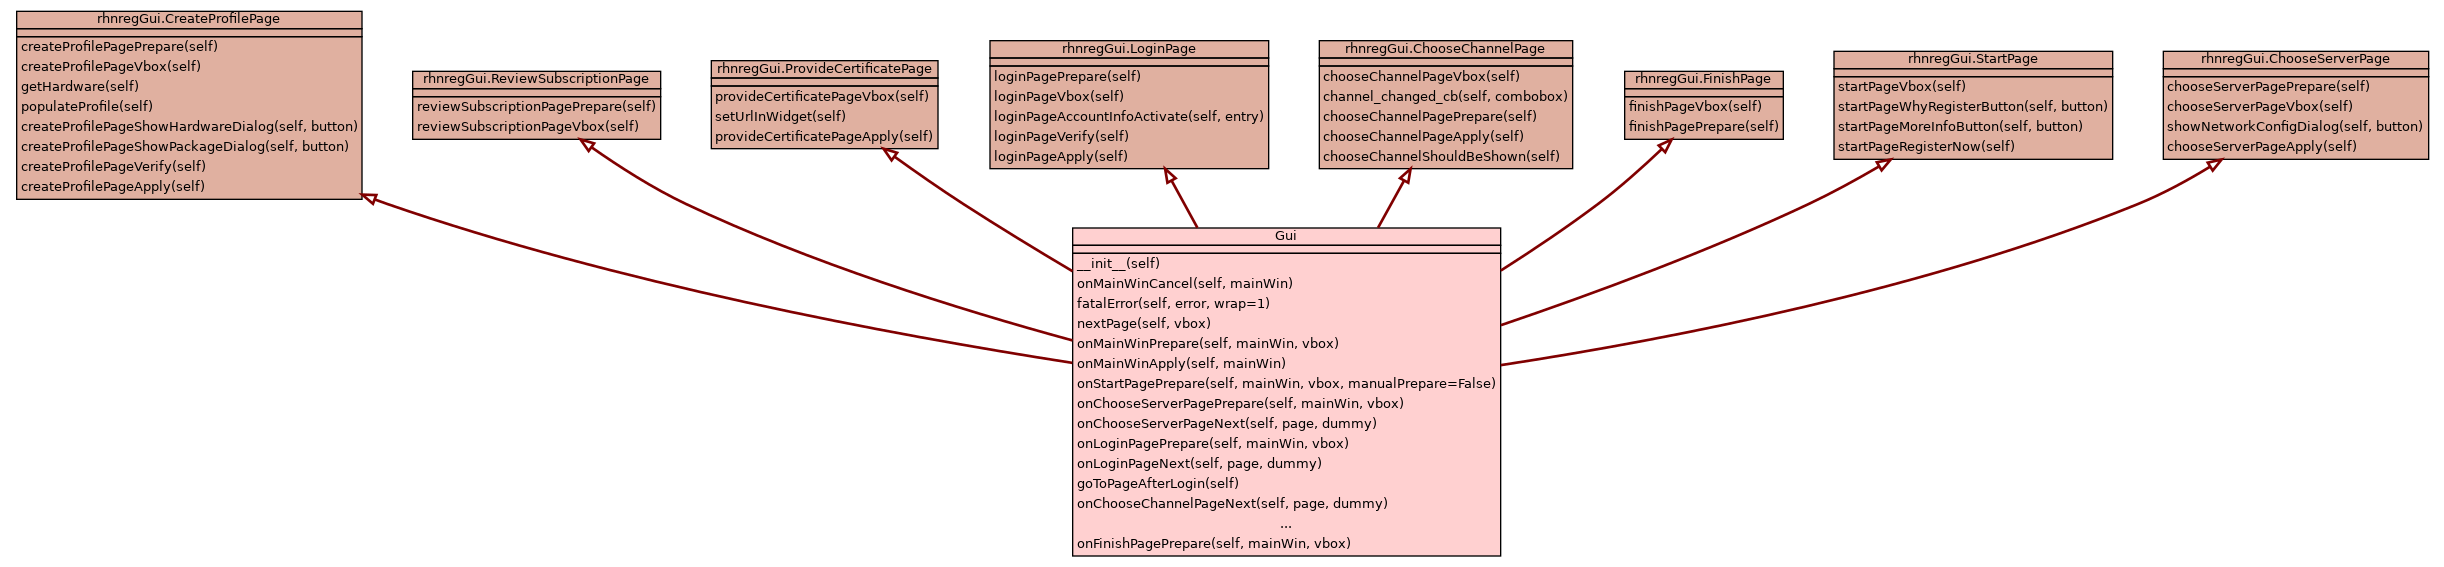 rhnregGui.CreateProfilePage
createProfilePagePrepare(self)
createProfilePageVbox(self)
getHardware(self)
populateProfile(self)
createProfilePageShowHardwareDialog(self, button)
createProfilePageShowPackageDialog(self, button)
createProfilePageVerify(self)
createProfilePageApply(self)
rhnregGui.ReviewSubscriptionPage
reviewSubscriptionPagePrepare(self)
reviewSubscriptionPageVbox(self)
rhnregGui.ProvideCertificatePage
provideCertificatePageVbox(self)
setUrlInWidget(self)
provideCertificatePageApply(self)
rhnregGui.LoginPage
loginPagePrepare(self)
loginPageVbox(self)
loginPageAccountInfoActivate(self, entry)
loginPageVerify(self)
loginPageApply(self)
rhnregGui.ChooseChannelPage
chooseChannelPageVbox(self)
channel_changed_cb(self, combobox)
chooseChannelPagePrepare(self)
chooseChannelPageApply(self)
chooseChannelShouldBeShown(self)
rhnregGui.FinishPage
finishPageVbox(self)
finishPagePrepare(self)
rhnregGui.StartPage
startPageVbox(self)
startPageWhyRegisterButton(self, button)
startPageMoreInfoButton(self, button)
startPageRegisterNow(self)
rhnregGui.ChooseServerPage
chooseServerPagePrepare(self)
chooseServerPageVbox(self)
showNetworkConfigDialog(self, button)
chooseServerPageApply(self)
Gui
__init__(self)
onMainWinCancel(self, mainWin)
fatalError(self, error, wrap=1)
nextPage(self, vbox)
onMainWinPrepare(self, mainWin, vbox)
onMainWinApply(self, mainWin)
onStartPagePrepare(self, mainWin, vbox, manualPrepare=False)
onChooseServerPagePrepare(self, mainWin, vbox)
onChooseServerPageNext(self, page, dummy)
onLoginPagePrepare(self, mainWin, vbox)
onLoginPageNext(self, page, dummy)
goToPageAfterLogin(self)
onChooseChannelPageNext(self, page, dummy)
...
onFinishPagePrepare(self, mainWin, vbox)